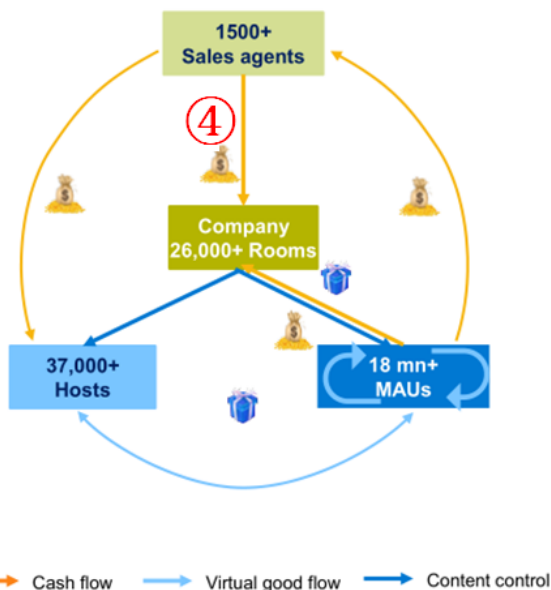 1500+
Sales agents
④
Company
26,000+ Rooms
37,000+
Hosts
18 mn+
MAUs
Cash flow
Virtual good flow
Content control